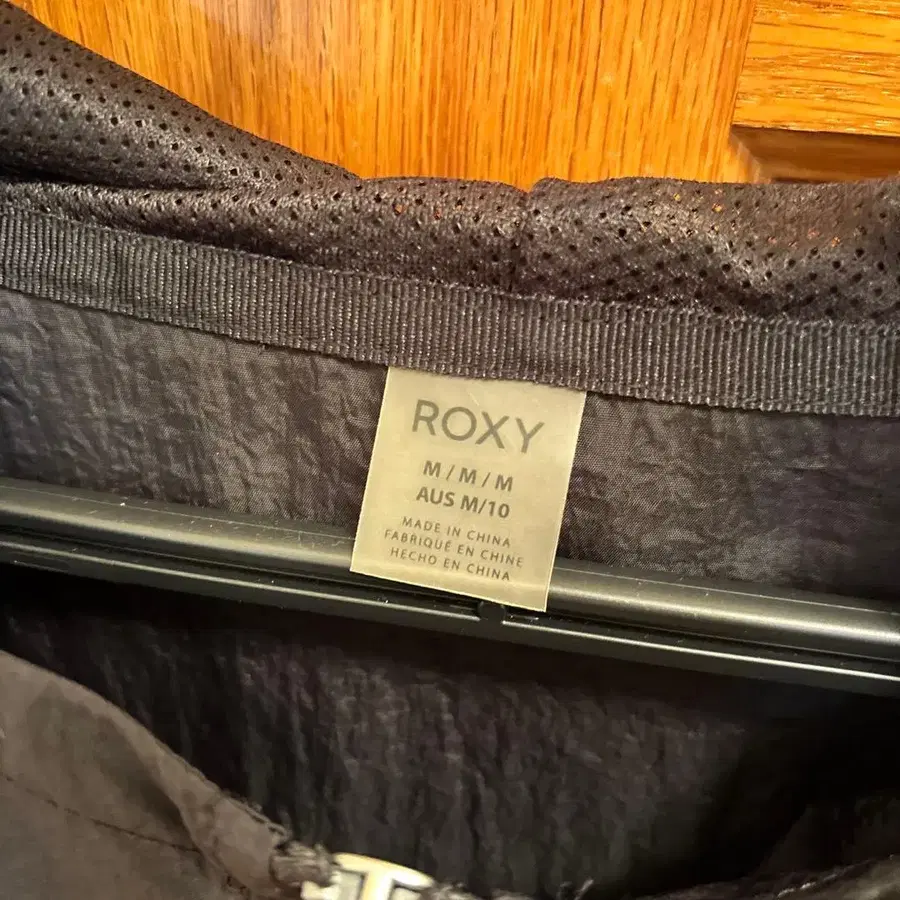 ROXY
M / M / M
AUS M/10
MADE IN CHINA
FABRIQUÉ EN CHINE
HECHO EN CHINA